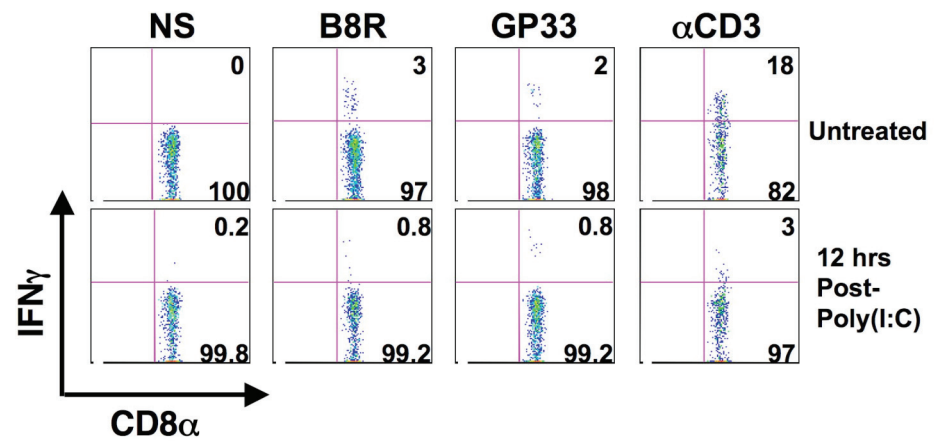 NS B8R GP33 αCD3
0 3 2 18
Untreated
100 97 98 82
0.2 0.8 0.8 3
12 hrs
Post-
Poly(I:C)
99.8 99.2 99.2 97
IFNγ
CD8α